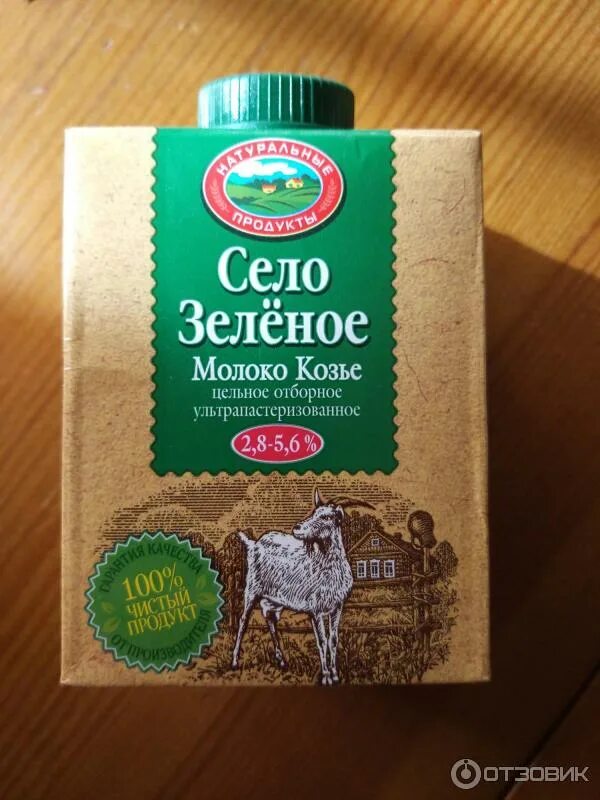 НАТУРАЛЬНЫЕ
ПРОДУКТЫ
Село
Зелёное
Молоко Козье
цельное отборное
ультрапастеризованное
2,8-5,6%
ГАРАНТИЯ КАЧЕСТВА
100%
ЧИСТЫЙ
ПРОДУКТ
ОТ ПРОИЗВОДИТЕЛЯ
ОТЗОВИК